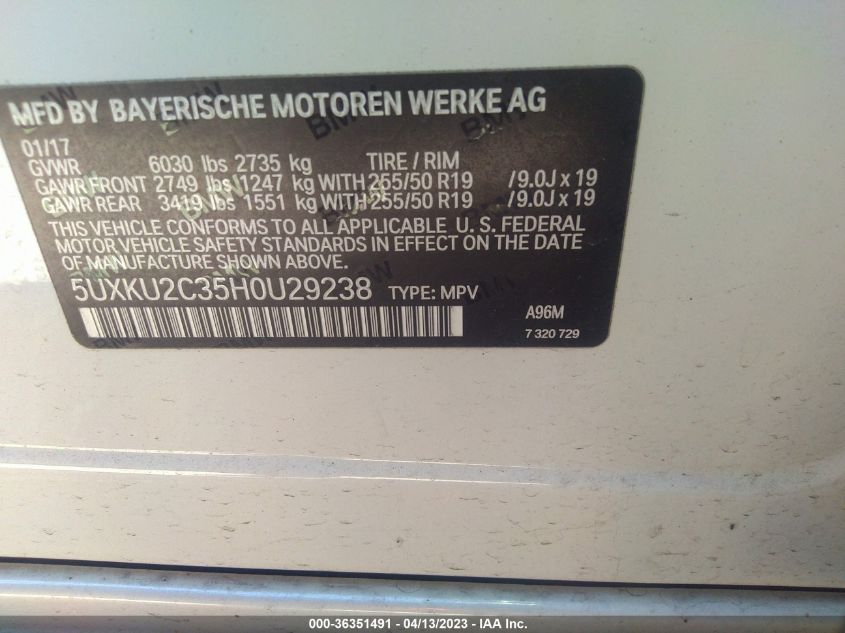 MFD BY BAYERISCHE MOTOREN WERKE AG
01/17
GVWR 6030 lbs 2735 kg TIRE / RIM
GAWR FRONT 2749 lbs 1247 kg WITH 255/50 R19 /9.0J x 19
GAWR REAR 3419 lbs 1551 kg WITH 255/50 R19 /9.0J x 19
THIS VEHICLE CONFORMS TO ALL APPLICABLE U. S. FEDERAL
MOTOR VEHICLE SAFETY STANDARDS IN EFFECT ON THE DATE
OF MANUFACTURE SHOWN ABOVE.
5UXKU2C35H0U29238 TYPE: MPV
A96M
7 320 729
000-36351491 - 04/13/2023 - © IAA Inc.